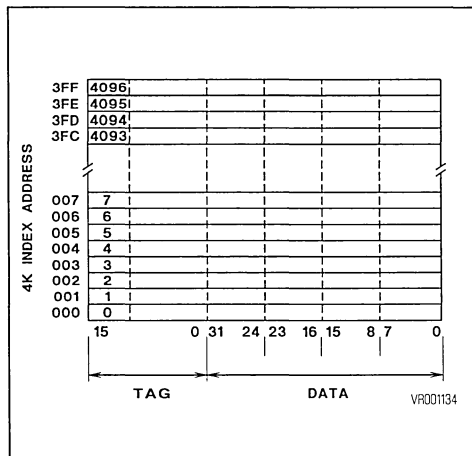 3FF 4096
3FE 4095
3FD 4094
3FC 4093
4K INDEX ADDRESS
007 7
006 6
005 5
004 4
003 3
002 2
001 1
000 0
15 0 31 24 23 16 15 8 7 0
TAG DATA
VR001134